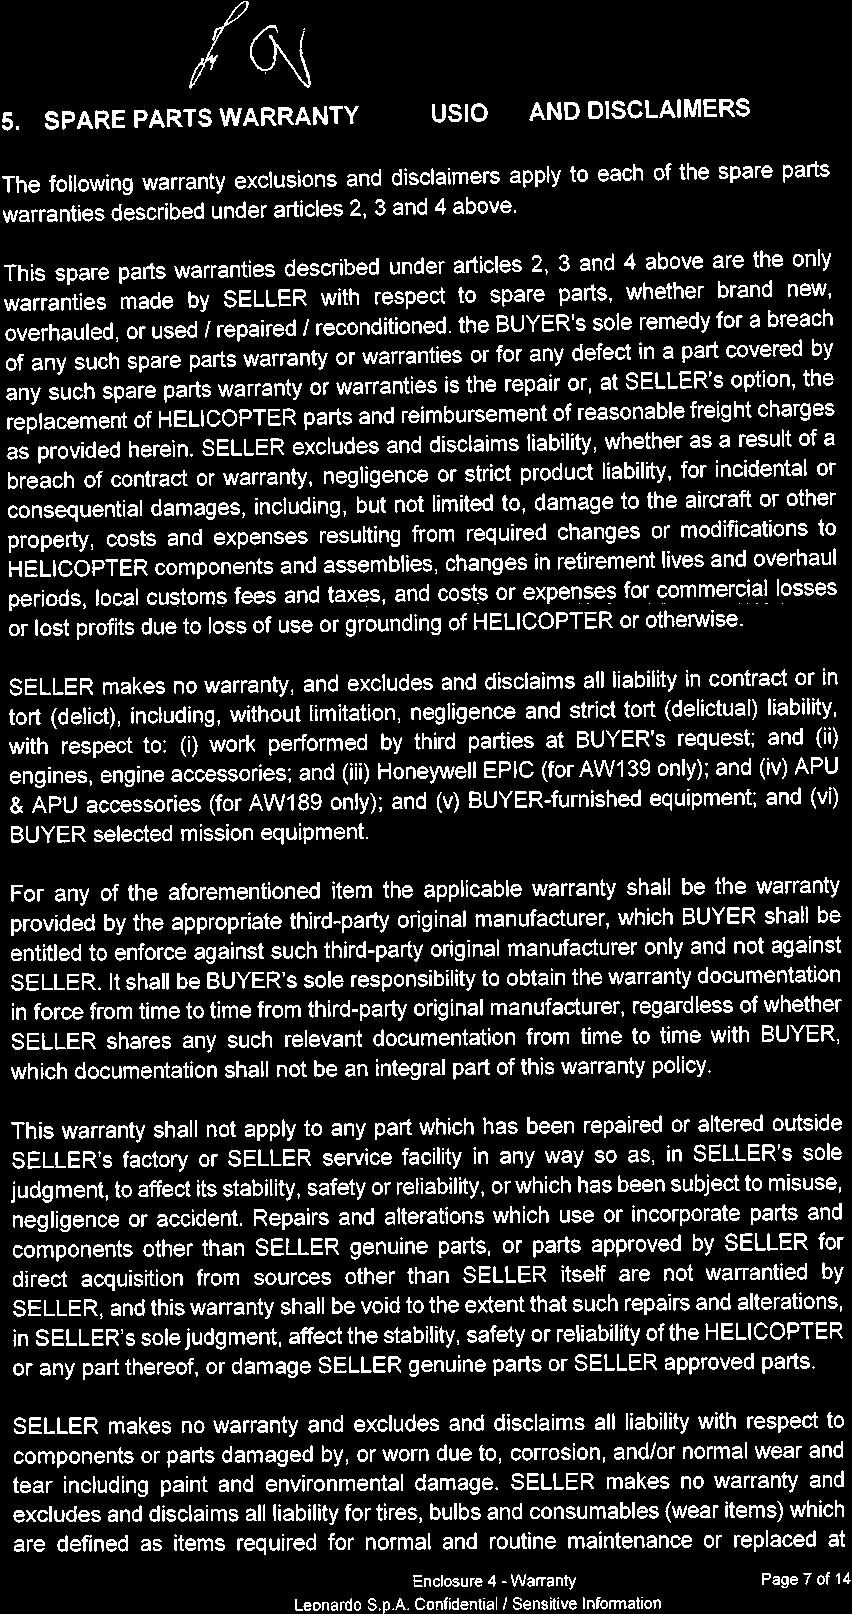 5. SPARE PARTS WARRANTY USIO AND DISCLAIMERS
The following warranty exclusions and disclaimers apply to each of the spare parts
warranties described under articles 2, 3 and 4 above.
This spare parts warranties described under articles 2, 3 and 4 above are the only
warranties made by SELLER with respect to spare parts, whether brand new,
overhauled, or used / repaired / reconditioned. the BUYER's sole remedy for a breach
of any such spare parts warranty or warranties or for any defect in a part covered by
any such spare parts warranty or warranties is the repair or, at SELLER's option, the
replacement of HELICOPTER parts and reimbursement of reasonable freight charges
as provided herein. SELLER excludes and disclaims liability, whether as a result of a
breach of contract or warranty, negligence or strict product liability, for incidental or
consequential damages, including, but not limited to, damage to the aircraft or other
property, costs and expenses resulting from required changes or modifications to
HELICOPTER components and assemblies, changes in retirement lives and overhaul
periods, local customs fees and taxes, and costs or expenses for commercial losses
or lost profits due to loss of use or grounding of HELICOPTER or otherwise.
SELLER makes no warranty, and excludes and disclaims all liability in contract or in
tort (delict), including, without limitation, negligence and strict tort (delictual) liability,
with respect to: (i) work performed by third parties at BUYER's request; and (ii)
engines, engine accessories; and (iii) Honeywell EPIC (for AW139 only); and (iv) APU
& APU accessories (for AW189 only); and (v) BUYER-furnished equipment; and (vi)
BUYER selected mission equipment.
For any of the aforementioned item the applicable warranty shall be the warranty
provided by the appropriate third-party original manufacturer, which BUYER shall be
entitled to enforce against such third-party original manufacturer only and not against
SELLER. It shall be BUYER's sole responsibility to obtain the warranty documentation
in force from time to time from third-party original manufacturer, regardless of whether
SELLER shares any such relevant documentation from time to time with BUYER,
which documentation shall not be an integral part of this warranty policy.
This warranty shall not apply to any part which has been repaired or altered outside
SELLER's factory or SELLER service facility in any way so as, in SELLER's sole
judgment, to affect its stability, safety or reliability, or which has been subject to misuse,
negligence or accident. Repairs and alterations which use or incorporate parts and
components other than SELLER genuine parts, or parts approved by SELLER for
direct acquisition from sources other than SELLER itself are not warrantied by
SELLER, and this warranty shall be void to the extent that such repairs and alterations,
in SELLER's sole judgment, affect the stability, safety or reliability of the HELICOPTER
or any part thereof, or damage SELLER genuine parts or SELLER approved parts.
SELLER makes no warranty and excludes and disclaims all liability with respect to
components or parts damaged by, or worn due to, corrosion, and/or normal wear and
tear including paint and environmental damage. SELLER makes no warranty and
excludes and disclaims all liability for tires, bulbs and consumables (wear items) which
are defined as items required for normal and routine maintenance or replaced at
Enclosure 4 - Warranty Page 7 of 14
Leonardo S.p.A. Confidential / Sensitive Information